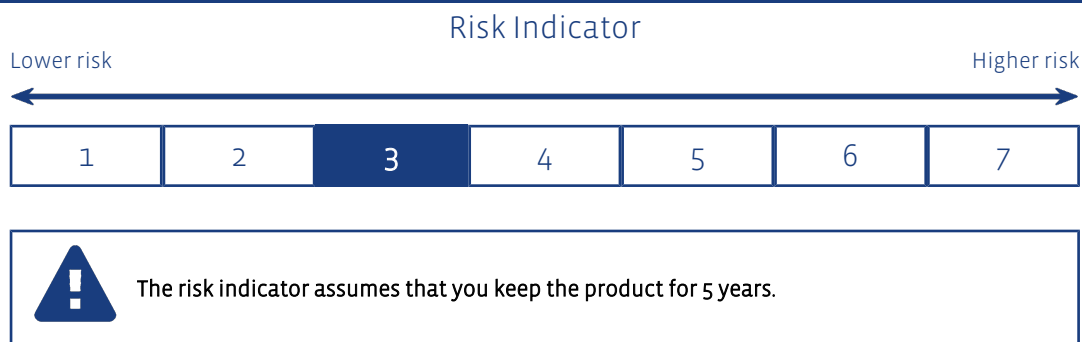 Risk Indicator
Lower risk Higher risk
1 2 3 4 5 6 7
The risk indicator assumes that you keep the product for 5 years.